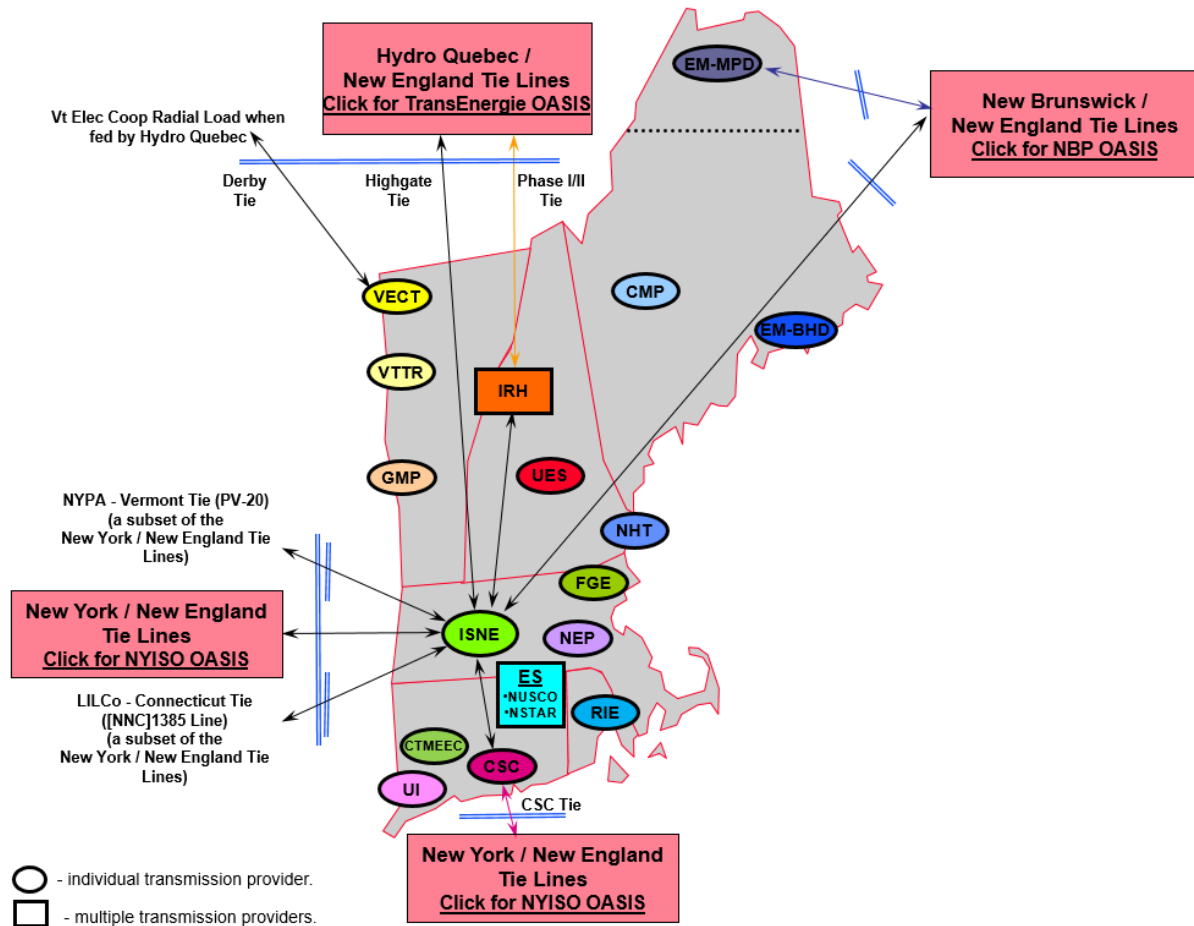 Hydro Quebec /
New England Tie Lines
Click for TransEnergie OASIS
EM-MPD
New Brunswick /
New England Tie Lines
Click for NBP OASIS
Vt Elec Coop Radial Load when
fed by Hydro Quebec
Derby
Tie
Highgate
Tie
Phase I/II
Tie
VECT
CMP
EM-BHD
VTTR
IRH
GMP
UES
NYPA - Vermont Tie (PV-20)
(a subset of the
New York / New England Tie
Lines)
NHT
FGE
New York / New England
Tie Lines
Click for NYISO OASIS
ISNE
NEP
ES
•NUSCO
•NSTAR
RIE
LILCo - Connecticut Tie
([NNC]1385 Line)
(a subset of the
New York / New England Tie
Lines)
CTMEEC
CSC
UI
CSC Tie
New York / New England
Tie Lines
Click for NYISO OASIS
- individual transmission provider.
- multiple transmission providers.